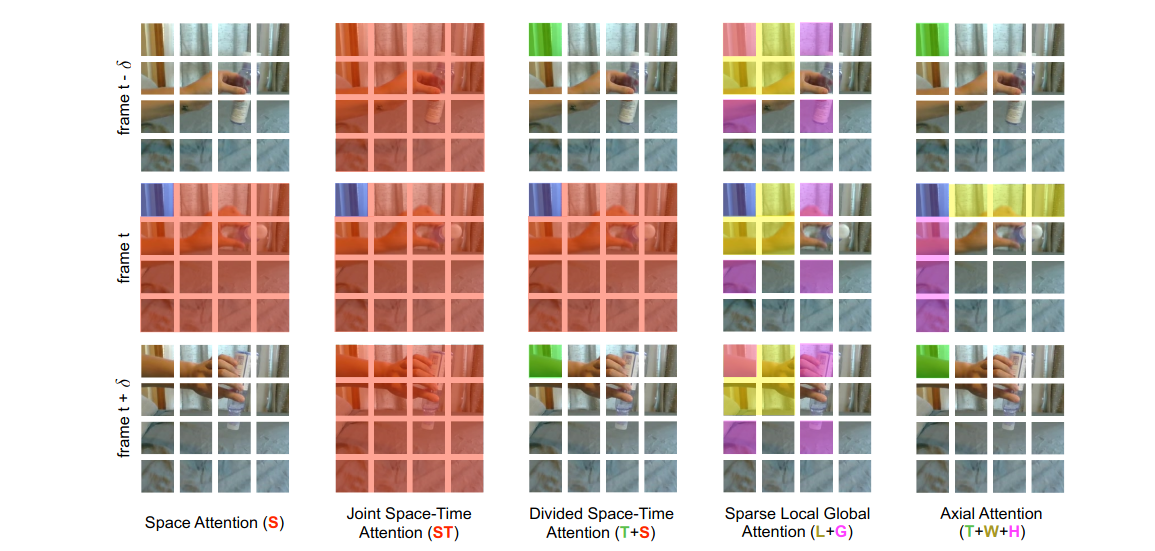 frame t - δ
frame t
frame t + δ
Space Attention (S)
Joint Space-Time
Attention (ST)
Divided Space-Time
Attention (T+S)
Sparse Local Global
Attention (L+G)
Axial Attention
(T+W+H)